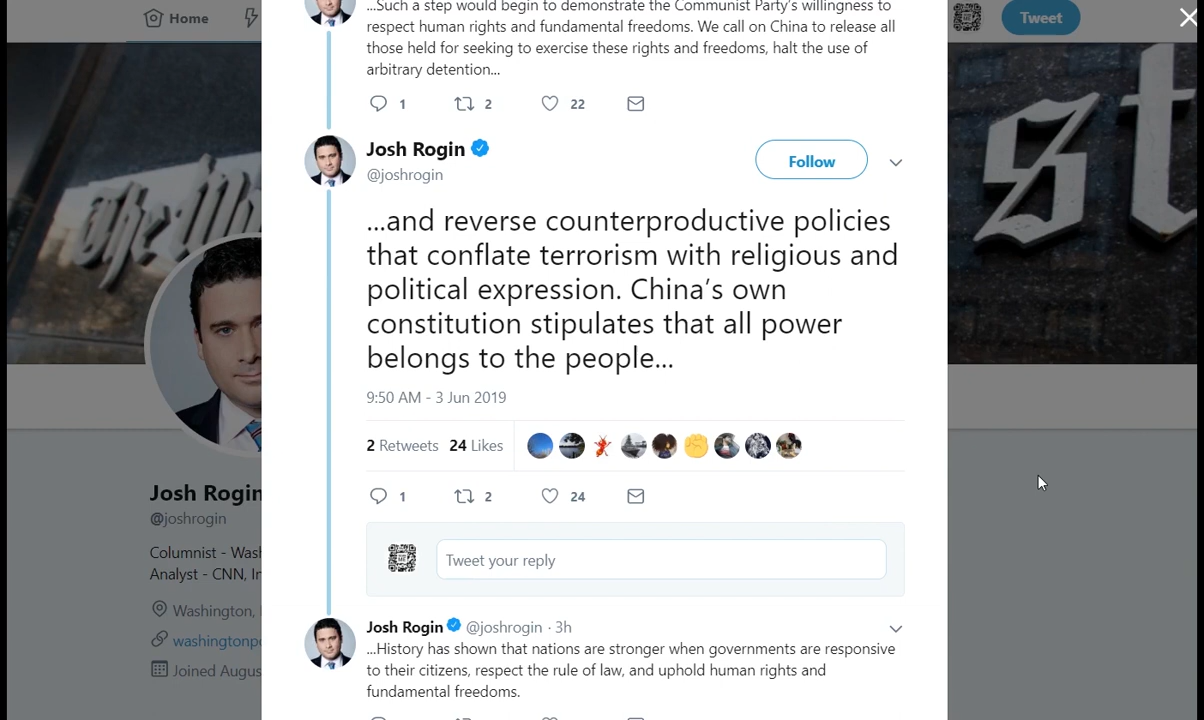 ...Such a step would begin to demonstrate the Communist Party's willingness to
Home
respect human rights and fundamental freedoms. We call on China to release all
Tweet
those held for seeking to exercise these rights and freedoms, halt the use of
arbitrary detention...
1 2 22
Josh Rogin
@joshrogin
Follow
...and reverse counterproductive policies
that conflate terrorism with religious and
political expression. China's own
constitution stipulates that all power
belongs to the people...
9:50 AM - 3 Jun 2019
2 Retweets 24 Likes
1 2 24
Tweet your reply
Josh Rogin @joshrogin · 3h
...History has shown that nations are stronger when governments are responsive
to their citizens, respect the rule of law, and uphold human rights and
fundamental freedoms.
The
st
Josh Rogin
@joshrogin
Columnist - Wash
Analyst - CNN, In
Washington,
washingtonp
Joined Augus